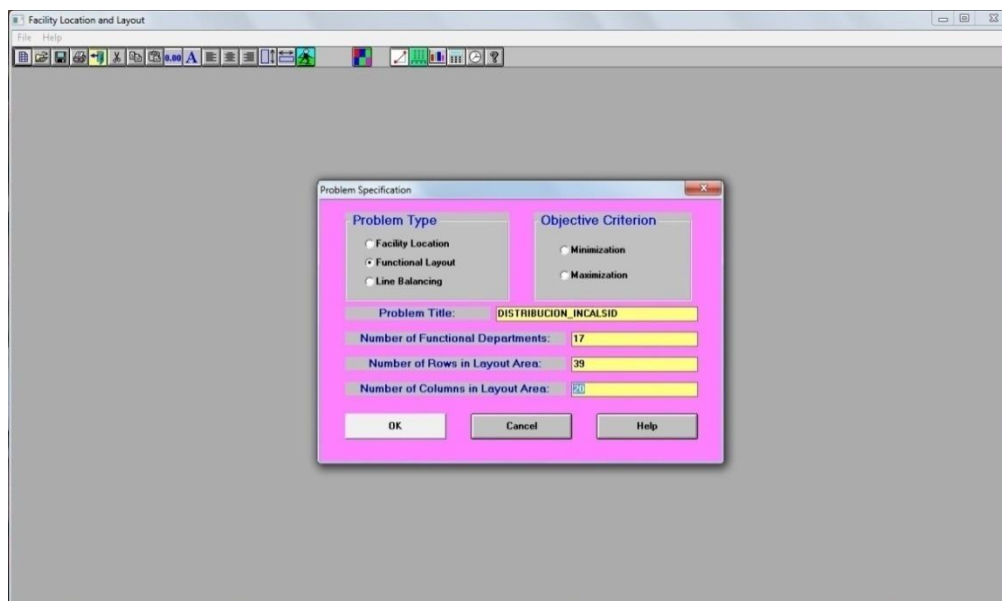 Facility Location and Layout
File Help
0.00 A
Problem Specification
Problem Type
Facility Location
Functional Layout
Line Balancing
Objective Criterion
Minimization
Maximization
Problem Title: DISTRIBUCION_INCALSID
Number of Functional Departments: 17
Number of Rows in Layout Area: 39
Number of Columns in Layout Area: 20
OK Cancel Help